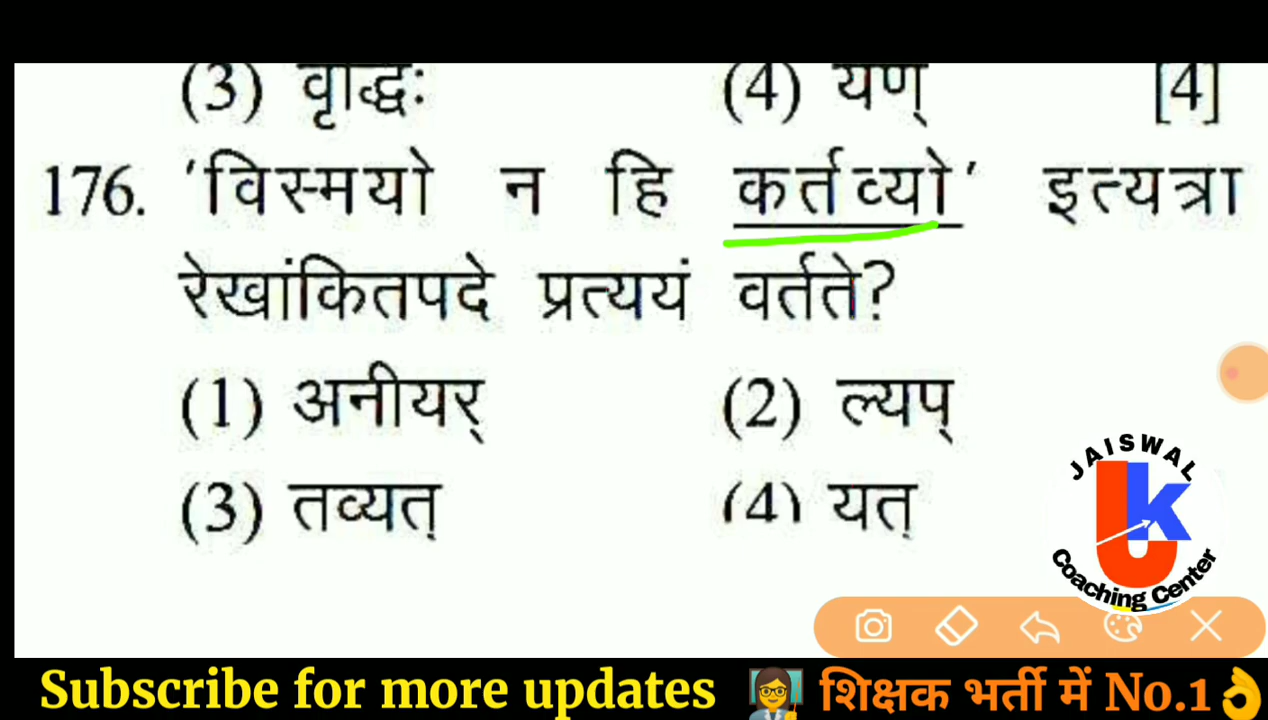 (3) वृद्धिः (4) यण् [4]
176. 'विस्मयो न हि कर्तव्यो' इत्यत्रा
रेखांकितपदे प्रत्ययं वर्तते?
(1) अनीयर् (2) ल्यप्
(3) तव्यत् (4) यत्
JAISWAL
JK
Coaching Center
Subscribe for more updates 👩‍🏫 शिक्षक भर्ती में No.1👌